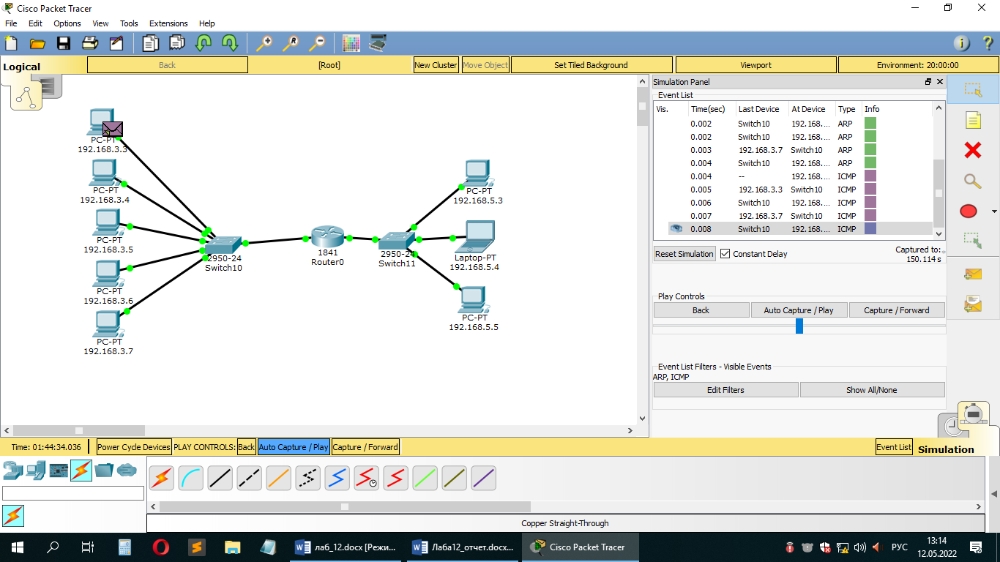 Cisco Packet Tracer
File Edit Options View Tools Extensions Help
R
i ?
Logical
Back [Root] New Cluster Move Object Set Tiled Background Viewport Environment: 20:00:00
PC-PT
192.168.3.3
PC-PT
192.168.3.4
PC-PT
192.168.3.5
PC-PT
192.168.3.6
PC-PT
192.168.3.7
2950-24
Switch10
1841
Router0
2950-24
Switch11
PC-PT
192.168.5.3
Laptop-PT
192.168.5.4
PC-PT
192.168.5.5
Simulation Panel
Event List
Vis. Time(sec) Last Device At Device Type Info
0.002 Switch10 192.168.... ARP
0.002 Switch10 192.168.... ARP
0.003 192.168.3.7 Switch10 ARP
0.004 Switch10 192.168.... ARP
0.004 -- 192.168.... ICMP
0.005 192.168.3.3 Switch10 ICMP
0.006 Switch10 192.168.... ICMP
0.007 192.168.3.7 Switch10 ICMP
0.008 Switch10 192.168.... ICMP
Reset Simulation Constant Delay
Captured to: *
150.114 s
Play Controls
Back Auto Capture / Play Capture / Forward
Event List Filters - Visible Events
ARP, ICMP
Edit Filters Show All/None
Time: 01:44:34.036 Power Cycle Devices PLAY CONTROLS: Back Auto Capture / Play Capture / Forward Event List Simulation
Copper Straight-Through
лаб_12.docx [Режи... Лаба12_отчет.docx... Cisco Packet Tracer
РУС
13:14
12.05.2022